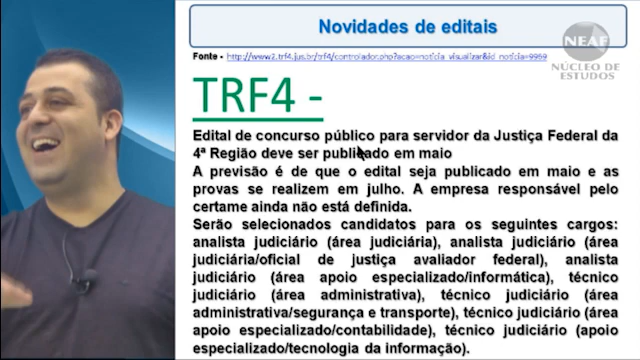 Novidades de editais
NEAF
NÚCLEO DE
ESTUDOS
Fonte - http://www2.trf4.jus.br/trf4/controlador.php?acao=noticia_visualizar&id_noticia=9969
TRF4 -
Edital de concurso público para servidor da Justiça Federal da
4ª Região deve ser publicado em maio
A previsão é de que o edital seja publicado em maio e as
provas se realizem em julho. A empresa responsável pelo
certame ainda não está definida.
Serão selecionados candidatos para os seguintes cargos:
analista judiciário (área judiciária), analista judiciário (área
judiciária/oficial de justiça avaliador federal), analista
judiciário (área apoio especializado/informática), técnico
judiciário (área administrativa), técnico judiciário (área
administrativa/segurança e transporte), técnico judiciário (área
apoio especializado/contabilidade), técnico judiciário (apoio
especializado/tecnologia da informação).